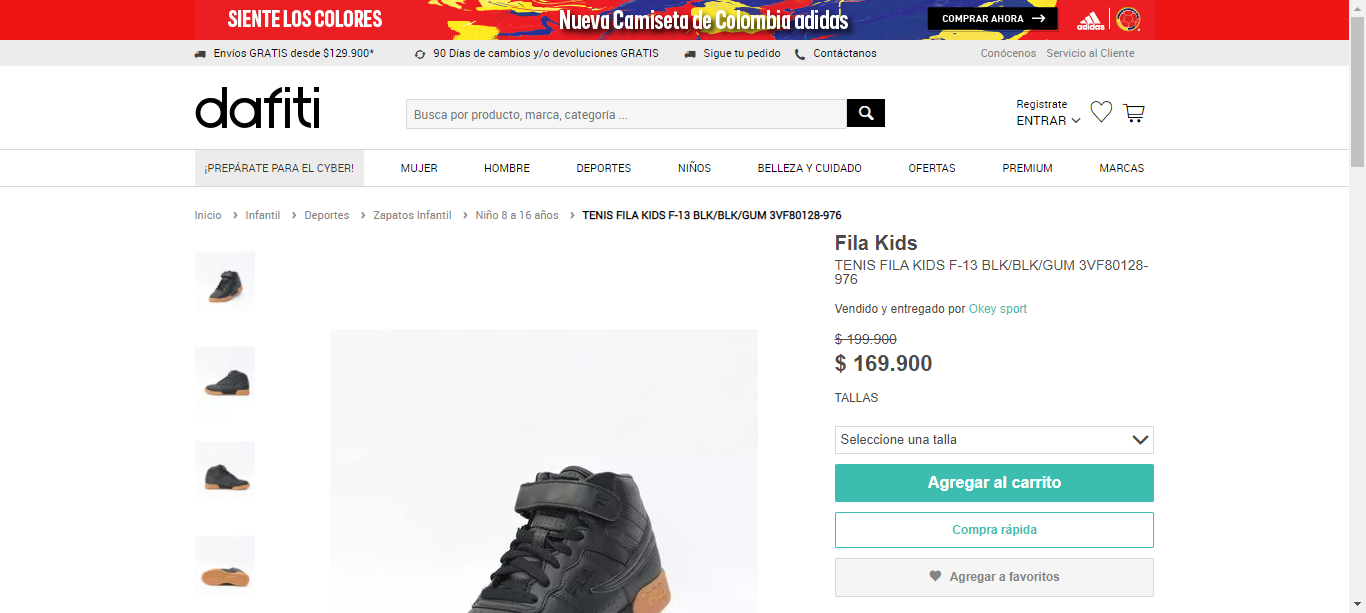 SIENTE LOS COLORES
Nueva Camiseta de Colombia adidas
COMPRAR AHORA
adidas
Envíos GRATIS desde $129.900*
90 Días de cambios y/o devoluciones GRATIS
Sigue tu pedido
Contáctanos
Conócenos
Servicio al Cliente
dafiti
Busca por producto, marca, categoría ...
Registrate
ENTRAR
¡PREPÁRATE PARA EL CYBER!
MUJER
HOMBRE
DEPORTES
NIÑOS
BELLEZA Y CUIDADO
OFERTAS
PREMIUM
MARCAS
Inicio › Infantil › Deportes › Zapatos Infantil › Niño 8 a 16 años › TENIS FILA KIDS F-13 BLK/BLK/GUM 3VF80128-976
Fila Kids
TENIS FILA KIDS F-13 BLK/BLK/GUM 3VF80128-
976
Vendido y entregado por Okey sport
$ 199.900
$ 169.900
TALLAS
Seleccione una talla
Agregar al carrito
Compra rápida
Agregar a favoritos